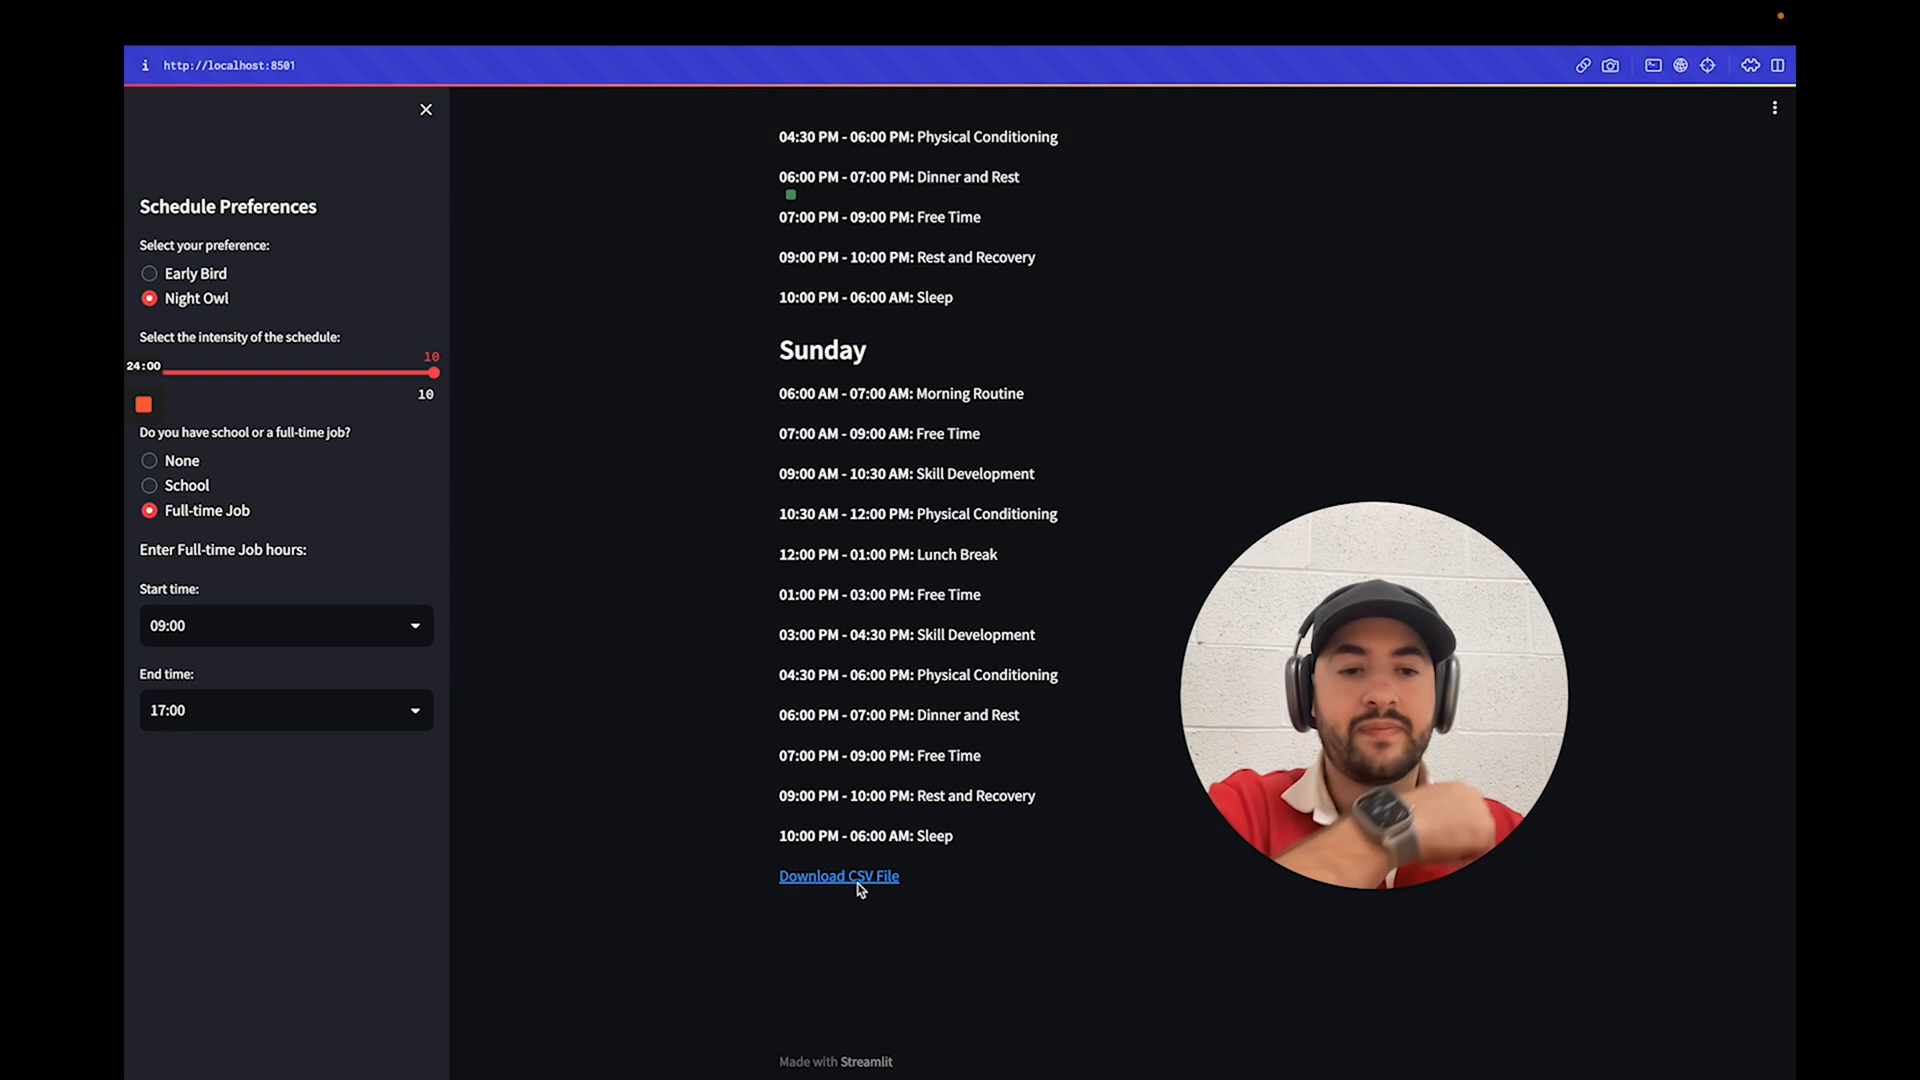 i http://localhost:8501
Schedule Preferences
Select your preference:
Early Bird
Night Owl
Select the intensity of the schedule:
10
24:00
10
Do you have school or a full-time job?
None
School
Full-time Job
Enter Full-time Job hours:
Start time:
09:00
End time:
17:00
04:30 PM - 06:00 PM: Physical Conditioning
06:00 PM - 07:00 PM: Dinner and Rest
07:00 PM - 09:00 PM: Free Time
09:00 PM - 10:00 PM: Rest and Recovery
10:00 PM - 06:00 AM: Sleep
Sunday
06:00 AM - 07:00 AM: Morning Routine
07:00 AM - 09:00 AM: Free Time
09:00 AM - 10:30 AM: Skill Development
10:30 AM - 12:00 PM: Physical Conditioning
12:00 PM - 01:00 PM: Lunch Break
01:00 PM - 03:00 PM: Free Time
03:00 PM - 04:30 PM: Skill Development
04:30 PM - 06:00 PM: Physical Conditioning
06:00 PM - 07:00 PM: Dinner and Rest
07:00 PM - 09:00 PM: Free Time
09:00 PM - 10:00 PM: Rest and Recovery
10:00 PM - 06:00 AM: Sleep
Download CSV File
Made with Streamlit